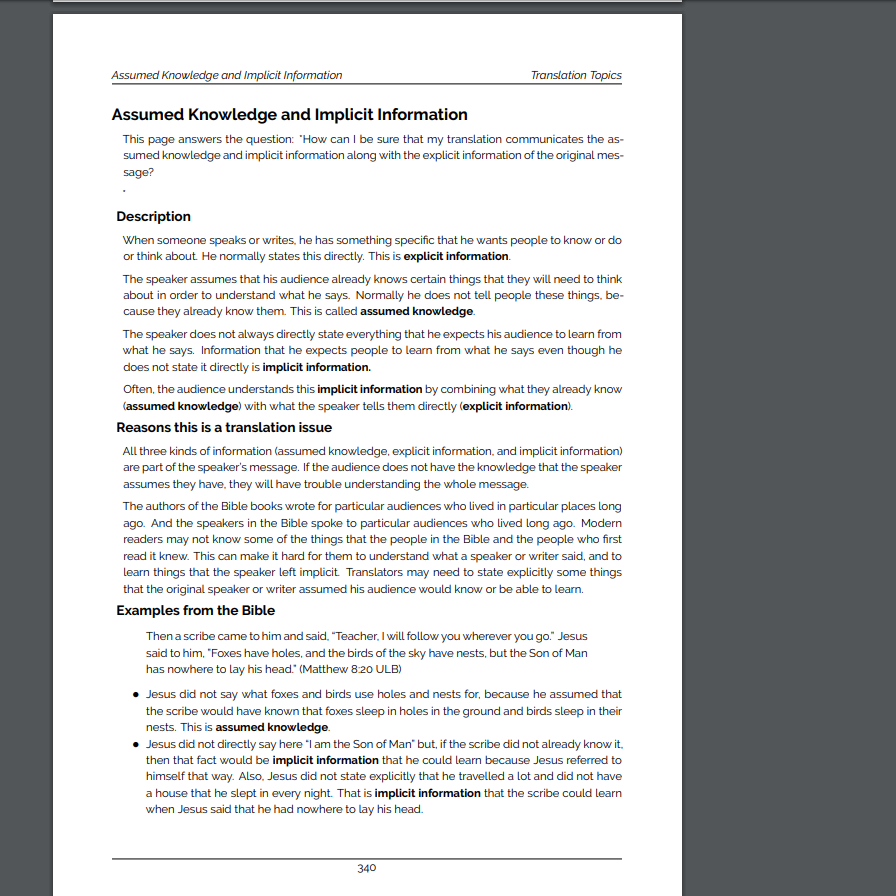 Assumed Knowledge and Implicit Information Translation Topics
Assumed Knowledge and Implicit Information
This page answers the question: "How can I be sure that my translation communicates the as-
sumed knowledge and implicit information along with the explicit information of the original mes-
sage?
.
Description
When someone speaks or writes, he has something specific that he wants people to know or do
or think about. He normally states this directly. This is explicit information.
The speaker assumes that his audience already knows certain things that they will need to think
about in order to understand what he says. Normally he does not tell people these things, be-
cause they already know them. This is called assumed knowledge.
The speaker does not always directly state everything that he expects his audience to learn from
what he says. Information that he expects people to learn from what he says even though he
does not state it directly is implicit information.
Often, the audience understands this implicit information by combining what they already know
(assumed knowledge) with what the speaker tells them directly (explicit information).
Reasons this is a translation issue
All three kinds of information (assumed knowledge, explicit information, and implicit information)
are part of the speaker's message. If the audience does not have the knowledge that the speaker
assumes they have, they will have trouble understanding the whole message.
The authors of the Bible books wrote for particular audiences who lived in particular places long
ago. And the speakers in the Bible spoke to particular audiences who lived long ago. Modern
readers may not know some of the things that the people in the Bible and the people who first
read it knew. This can make it hard for them to understand what a speaker or writer said, and to
learn things that the speaker left implicit. Translators may need to state explicitly some things
that the original speaker or writer assumed his audience would know or be able to learn.
Examples from the Bible
Then a scribe came to him and said, "Teacher, I will follow you wherever you go." Jesus
said to him, "Foxes have holes, and the birds of the sky have nests, but the Son of Man
has nowhere to lay his head." (Matthew 8:20 ULB)
● Jesus did not say what foxes and birds use holes and nests for, because he assumed that
the scribe would have known that foxes sleep in holes in the ground and birds sleep in their
nests. This is assumed knowledge.
● Jesus did not directly say here "I am the Son of Man" but, if the scribe did not already know it,
then that fact would be implicit information that he could learn because Jesus referred to
himself that way. Also, Jesus did not state explicitly that he travelled a lot and did not have
a house that he slept in every night. That is implicit information that the scribe could learn
when Jesus said that he had nowhere to lay his head.
340